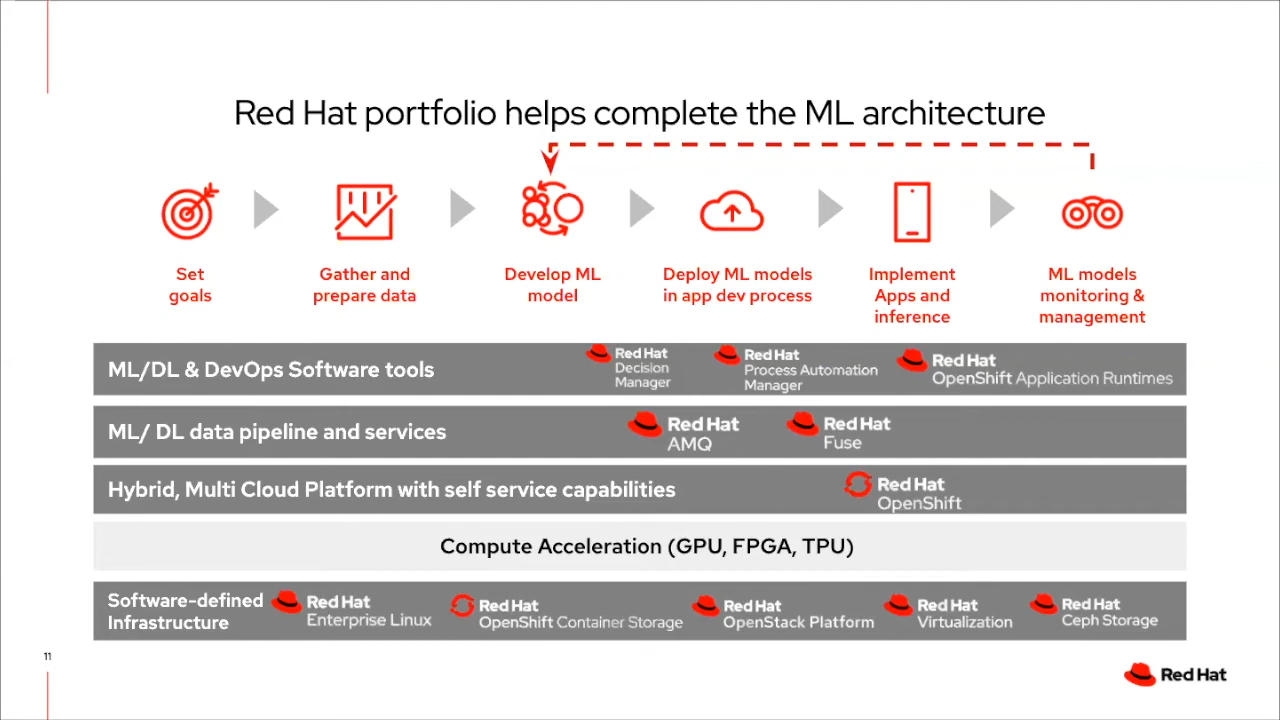 Red Hat portfolio helps complete the ML architecture
Set
goals
Gather and
prepare data
Develop ML
model
Deploy ML models
in app dev process
Implement
Apps and
inference
ML models
monitoring &
management
ML/DL & DevOps Software tools
Red Hat
Decision
Manager
Red Hat
Process Automation
Manager
Red Hat
OpenShift Application Runtimes
ML/ DL data pipeline and services
Red Hat
AMQ
Red Hat
Fuse
Hybrid, Multi Cloud Platform with self service capabilities
Red Hat
OpenShift
Compute Acceleration (GPU, FPGA, TPU)
Software-defined
Infrastructure
Red Hat
Enterprise Linux
Red Hat
OpenShift Container Storage
Red Hat
OpenStack Platform
Red Hat
Virtualization
Red Hat
Ceph Storage
11
Red Hat